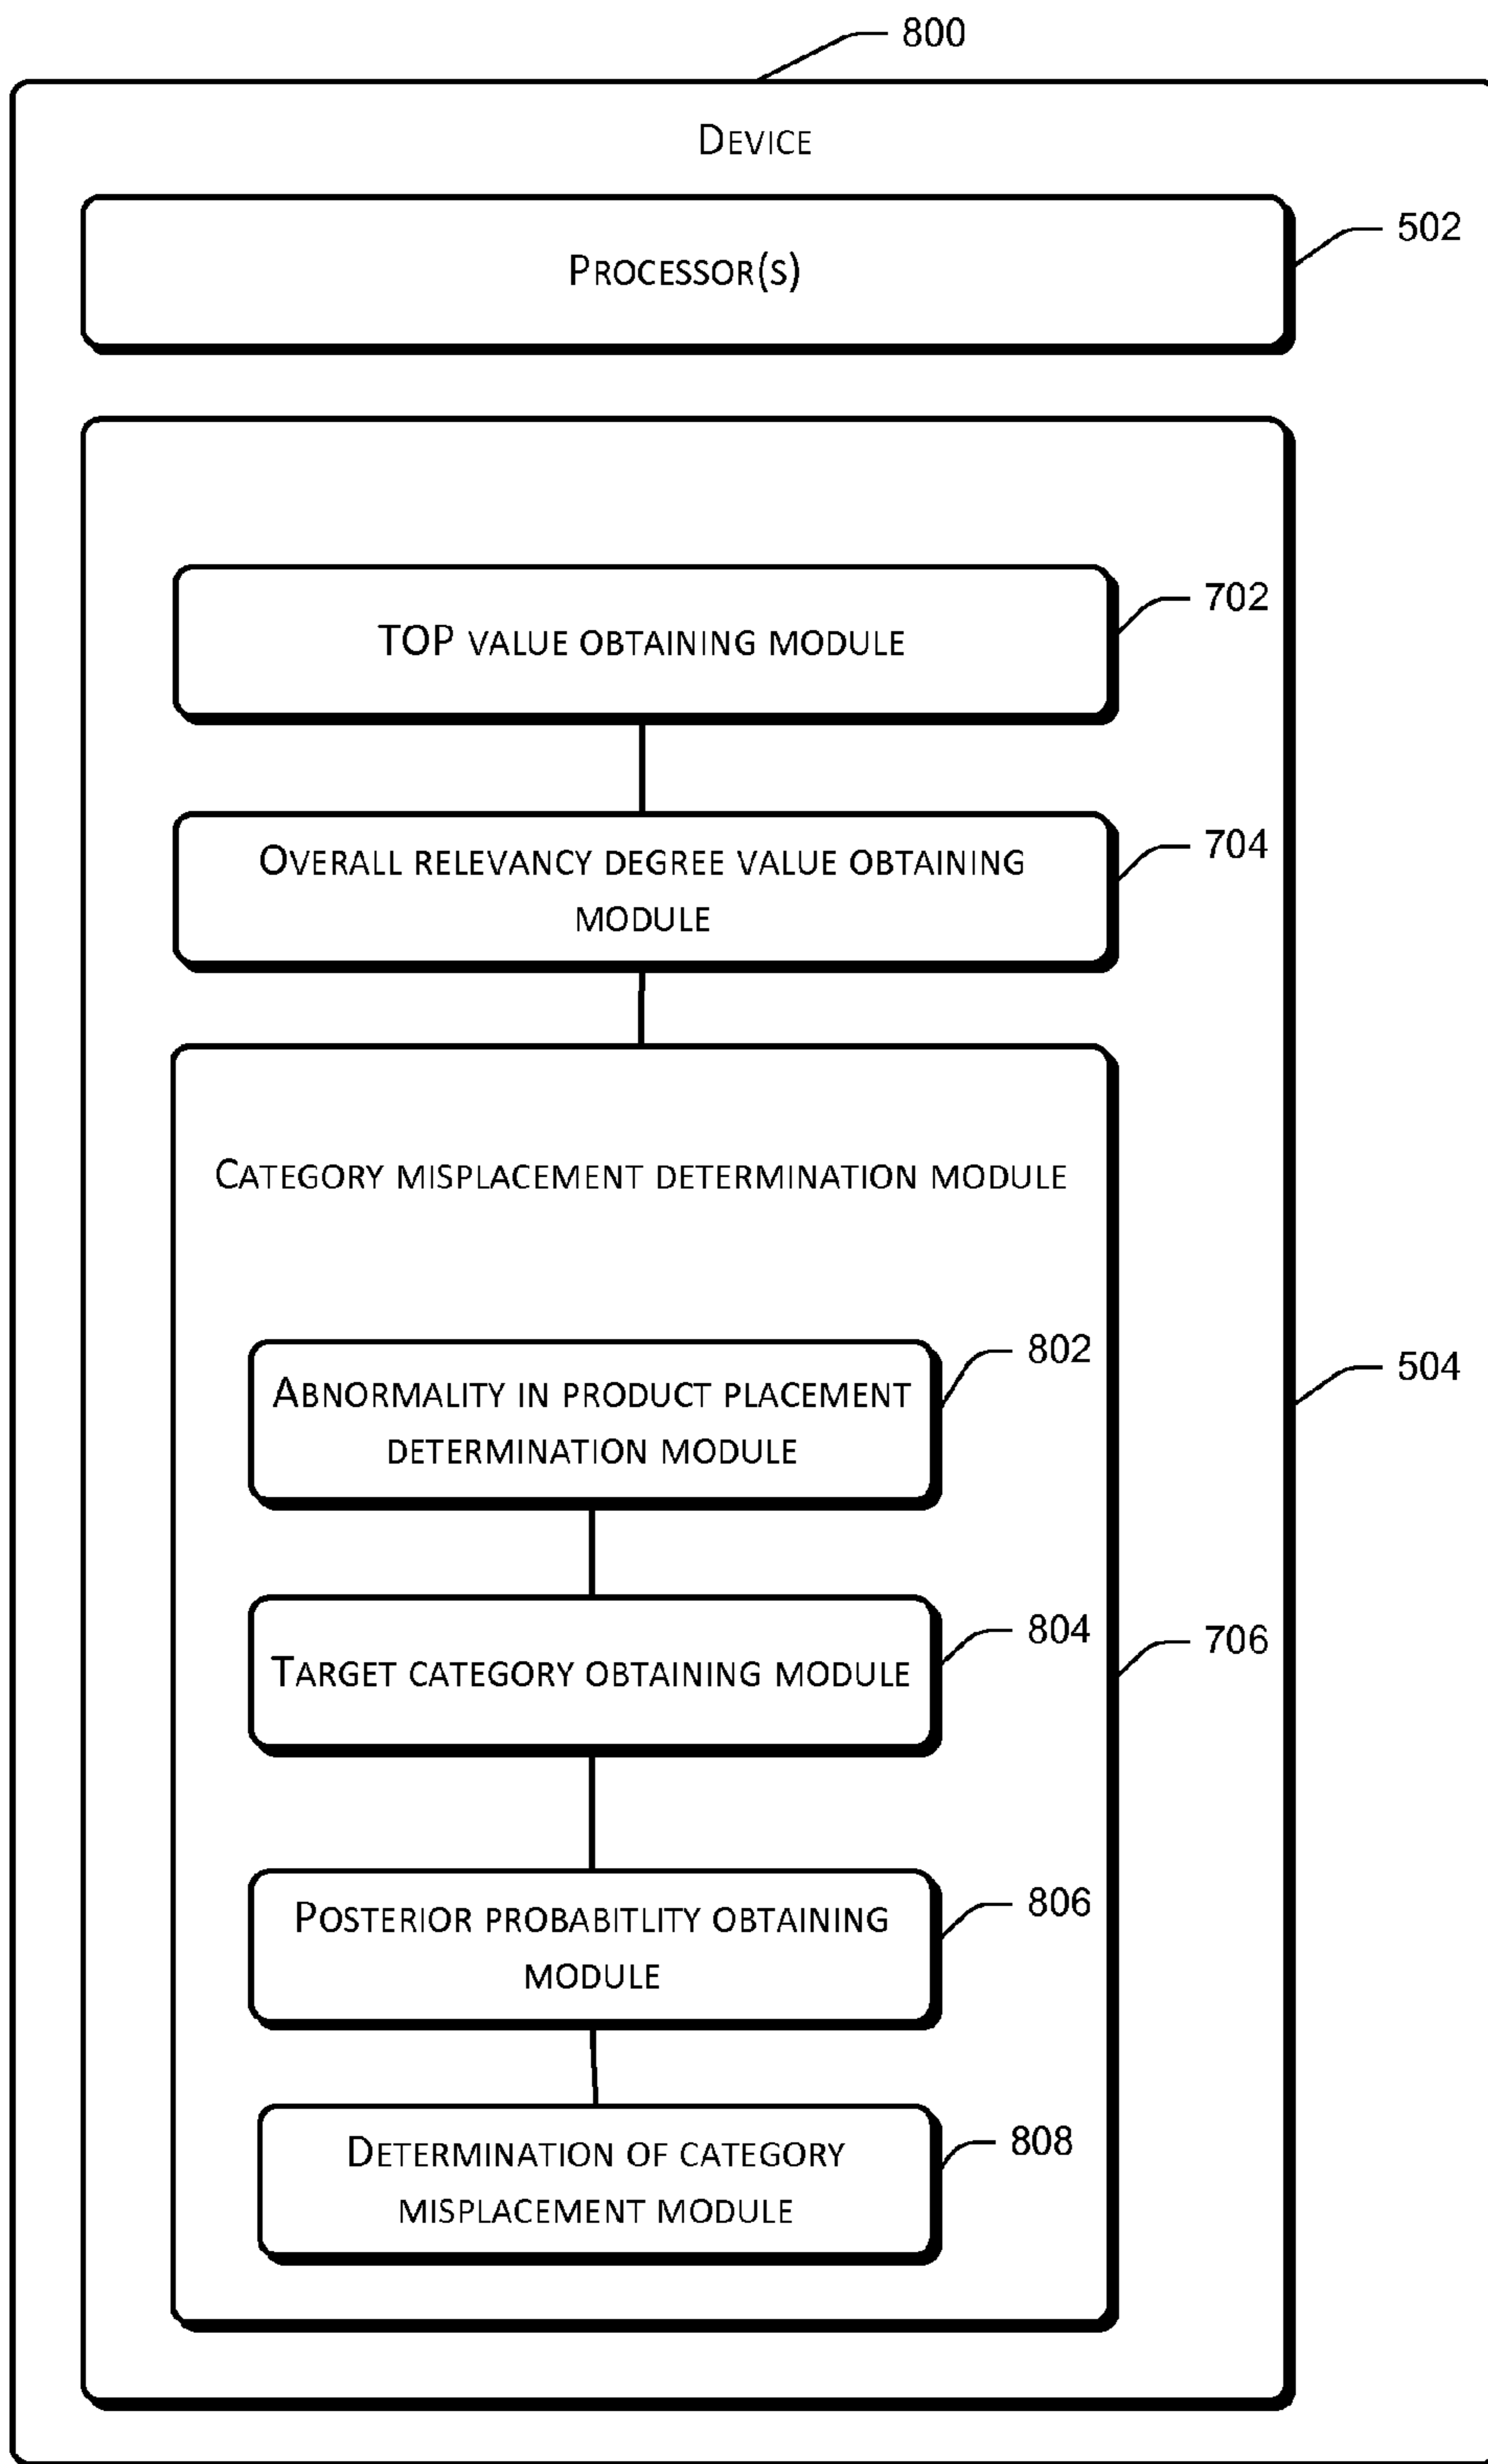 800
DEVICE
502
PROCESSOR(S)
702
TOP VALUE OBTAINING MODULE
704
OVERALL RELEVANCY DEGREE VALUE OBTAINING
MODULE
CATEGORY MISPLACEMENT DETERMINATION MODULE
802
ABNORMALITY IN PRODUCT PLACEMENT
DETERMINATION MODULE
504
804
706
TARGET CATEGORY OBTAINING MODULE
806
POSTERIOR PROBABITLITY OBTAINING
MODULE
808
DETERMINATION OF CATEGORY
MISPLACEMENT MODULE